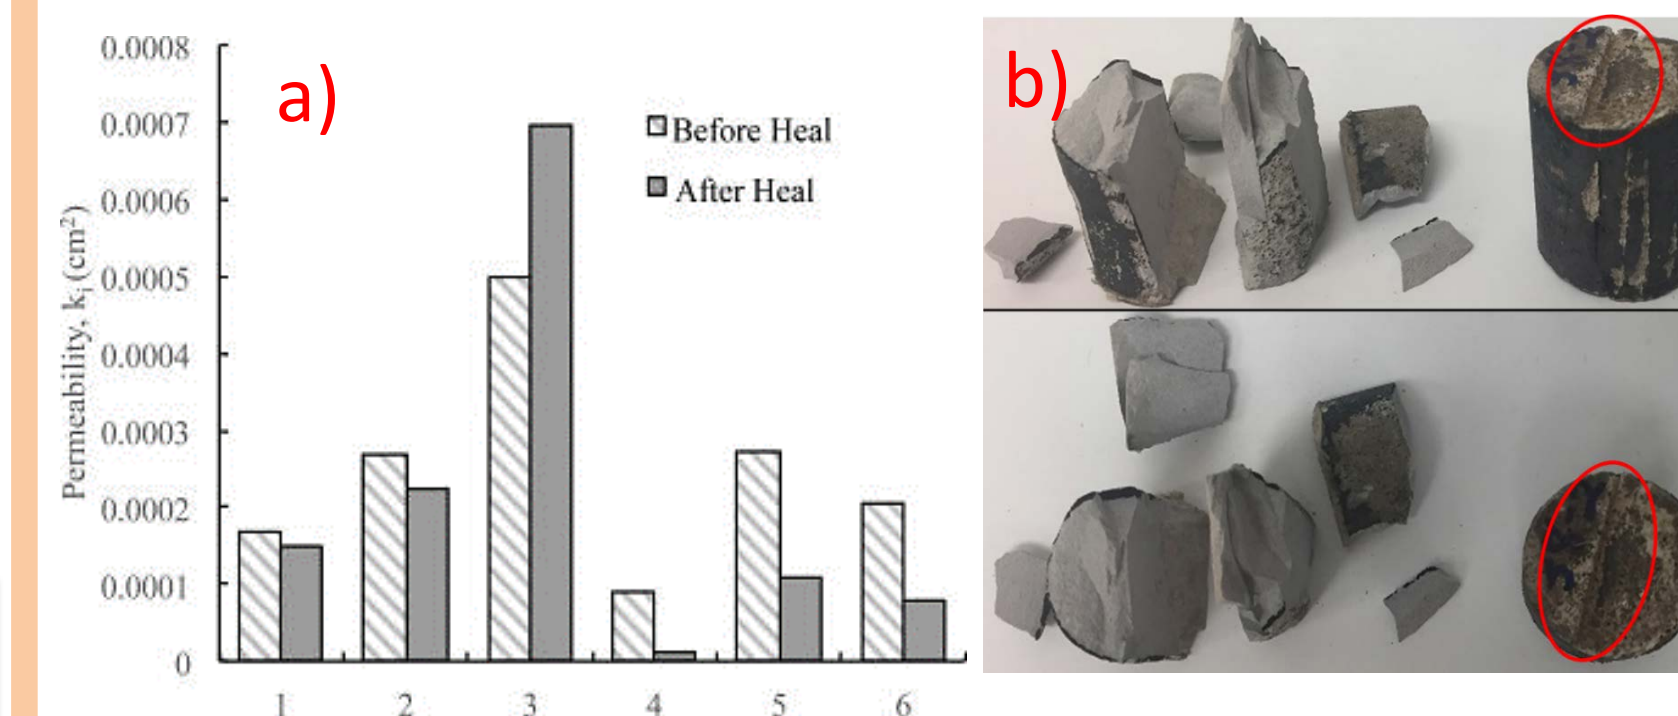 a)
b)
0.0008
0.0007
0.0006
0.0005
0.0004
0.0003
0.0002
0.0001
0
Permeability, kᵢ (cm²)
Before Heal
After Heal
1 2 3 4 5 6